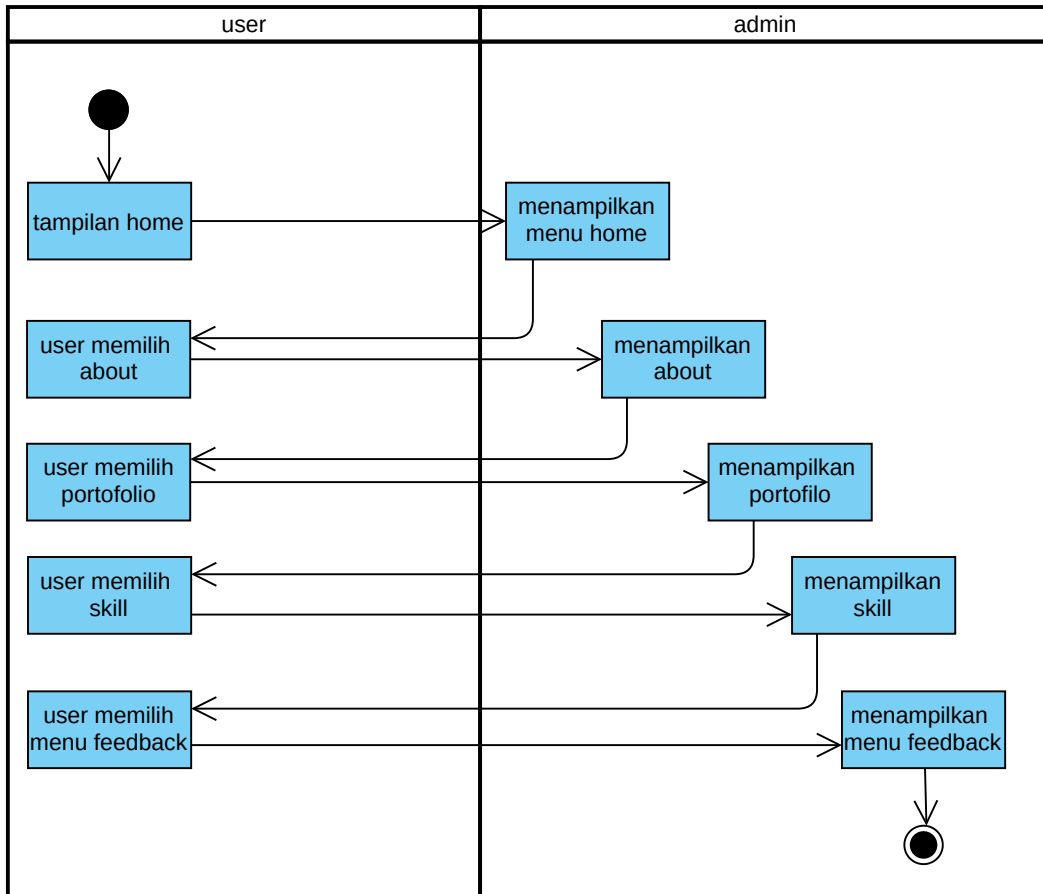 user
admin
tampilan home
menampilkan
menu home
user memilih
about
menampilkan
about
user memilih
portofolio
menampilkan
portofilo
user memilih
skill
menampilkan
skill
user memilih
menu feedback
menampilkan
menu feedback